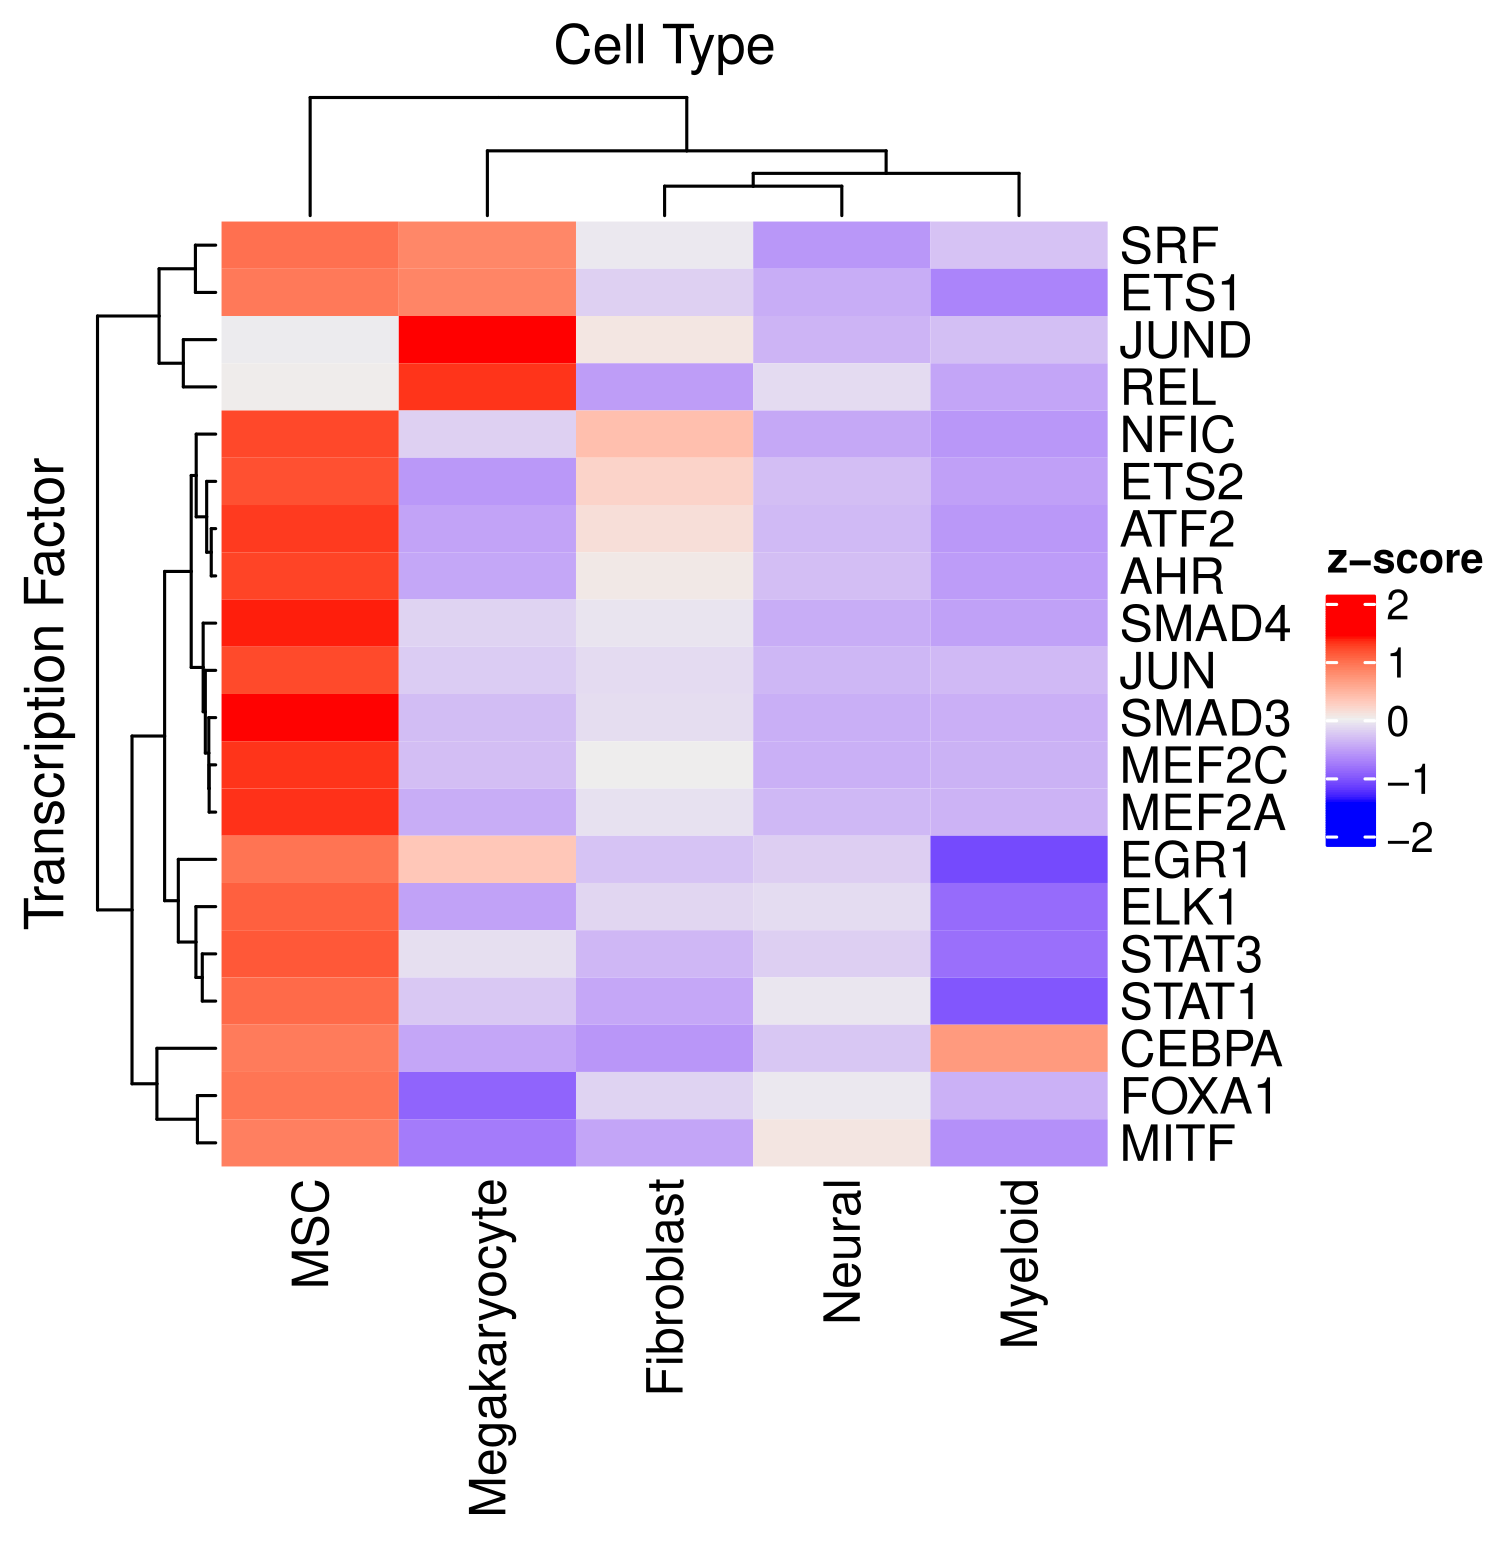 Cell Type
Transcription Factor
SRF
ETS1
JUND
REL
NFIC
ETS2
ATF2
AHR
SMAD4
JUN
SMAD3
MEF2C
MEF2A
EGR1
ELK1
STAT3
STAT1
CEBPA
FOXA1
MITF
z−score
2
1
0
−1
−2
MSC
Megakaryocyte
Fibroblast
Neural
Myeloid